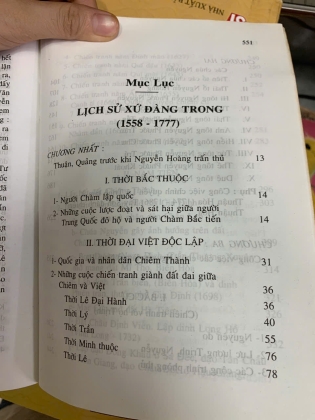 551
Mục Lục
LỊCH SỬ XỨ ĐÀNG TRONG
(1558 - 1777)
CHƯƠNG NHẤT :
Thuận, Quảng trước khi Nguyễn Hoàng trấn thủ 13
I. THỜI BẮC THUỘC
1- Người Chàm lập quốc 14
2- Những cuộc lược đoạt và sát hại giữa người
Trung Quốc đô hộ và người Chàm Bắc tiến 14
II. THỜI ĐẠI VIỆT ĐỘC LẬP
1- Quốc gia và nhân dân Chiêm Thành 31
2- Những cuộc chiến tranh giành đất đai giữa
Chiêm và Việt 36
Thời Lê Đại Hành 36
Thời Lý 40
Thời Trần 55
Thời Minh thuộc 76
Thời Lê 78